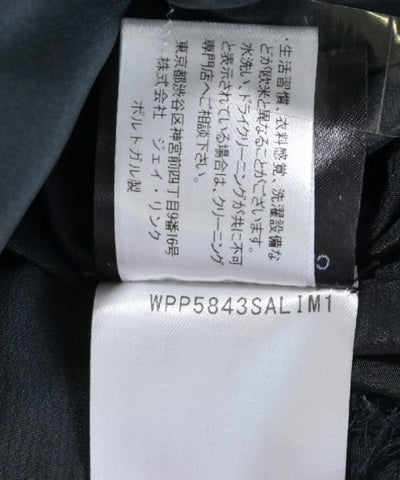 ・生活習慣、衣料感覚、洗濯設備な
どが欧米と異なることがございます。
水洗い、ドライクリーニングが共に不可
と表示されている場合は、クリーニング
専門店へご相談下さい。
東京都渋谷区神宮前四丁目9番16号
株式会社 ジェイ・リンク
ポルトガル製
WPP5843SALIM1